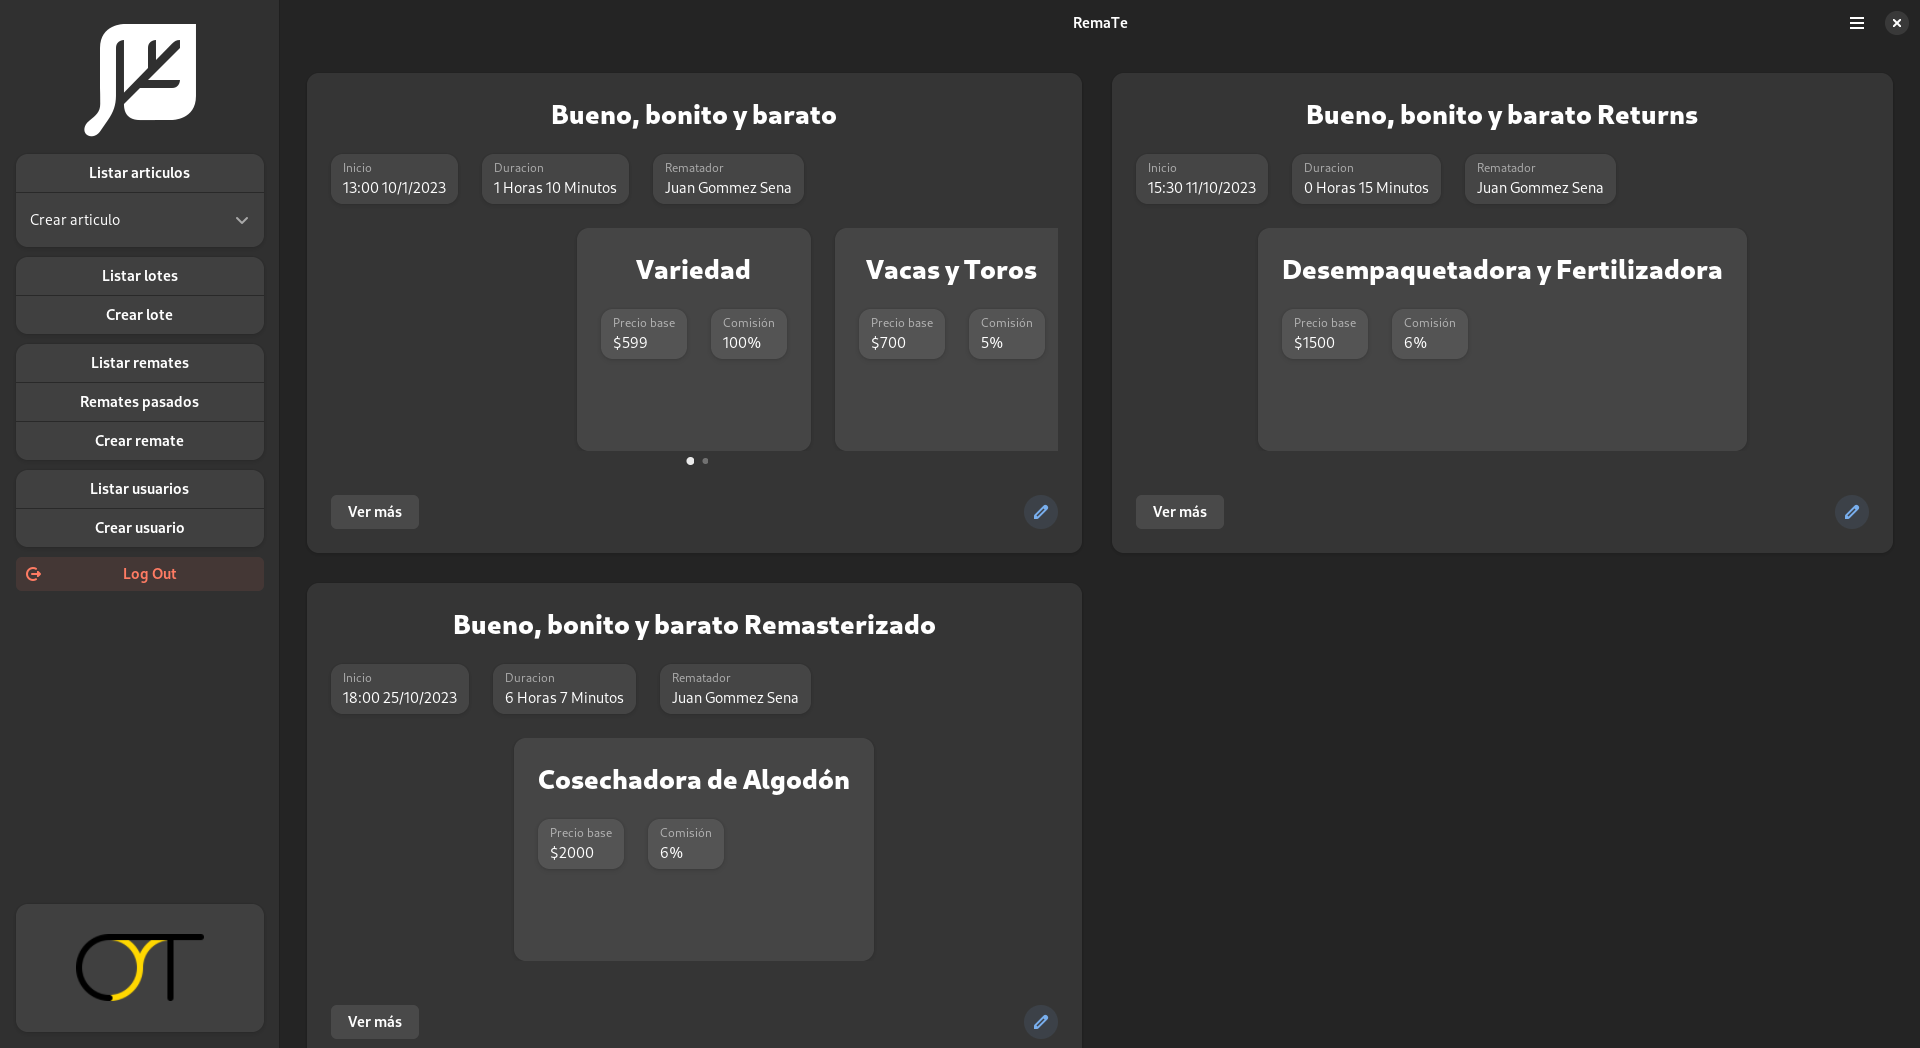 RemaTe
Listar articulos
Crear articulo
Listar lotes
Crear lote
Listar remates
Remates pasados
Crear remate
Listar usuarios
Crear usuario
Log Out
OT
Bueno, bonito y barato
Inicio
13:00 10/1/2023
Duracion
1 Horas 10 Minutos
Rematador
Juan Gommez Sena
Variedad
Precio base
$599
Comisión
100%
Vacas y Toros
Precio base
$700
Comisión
5%
Ver más
Bueno, bonito y barato Returns
Inicio
15:30 11/10/2023
Duracion
0 Horas 15 Minutos
Rematador
Juan Gommez Sena
Desempaquetadora y Fertilizadora
Precio base
$1500
Comisión
6%
Ver más
Bueno, bonito y barato Remasterizado
Inicio
18:00 25/10/2023
Duracion
6 Horas 7 Minutos
Rematador
Juan Gommez Sena
Cosechadora de Algodón
Precio base
$2000
Comisión
6%
Ver más